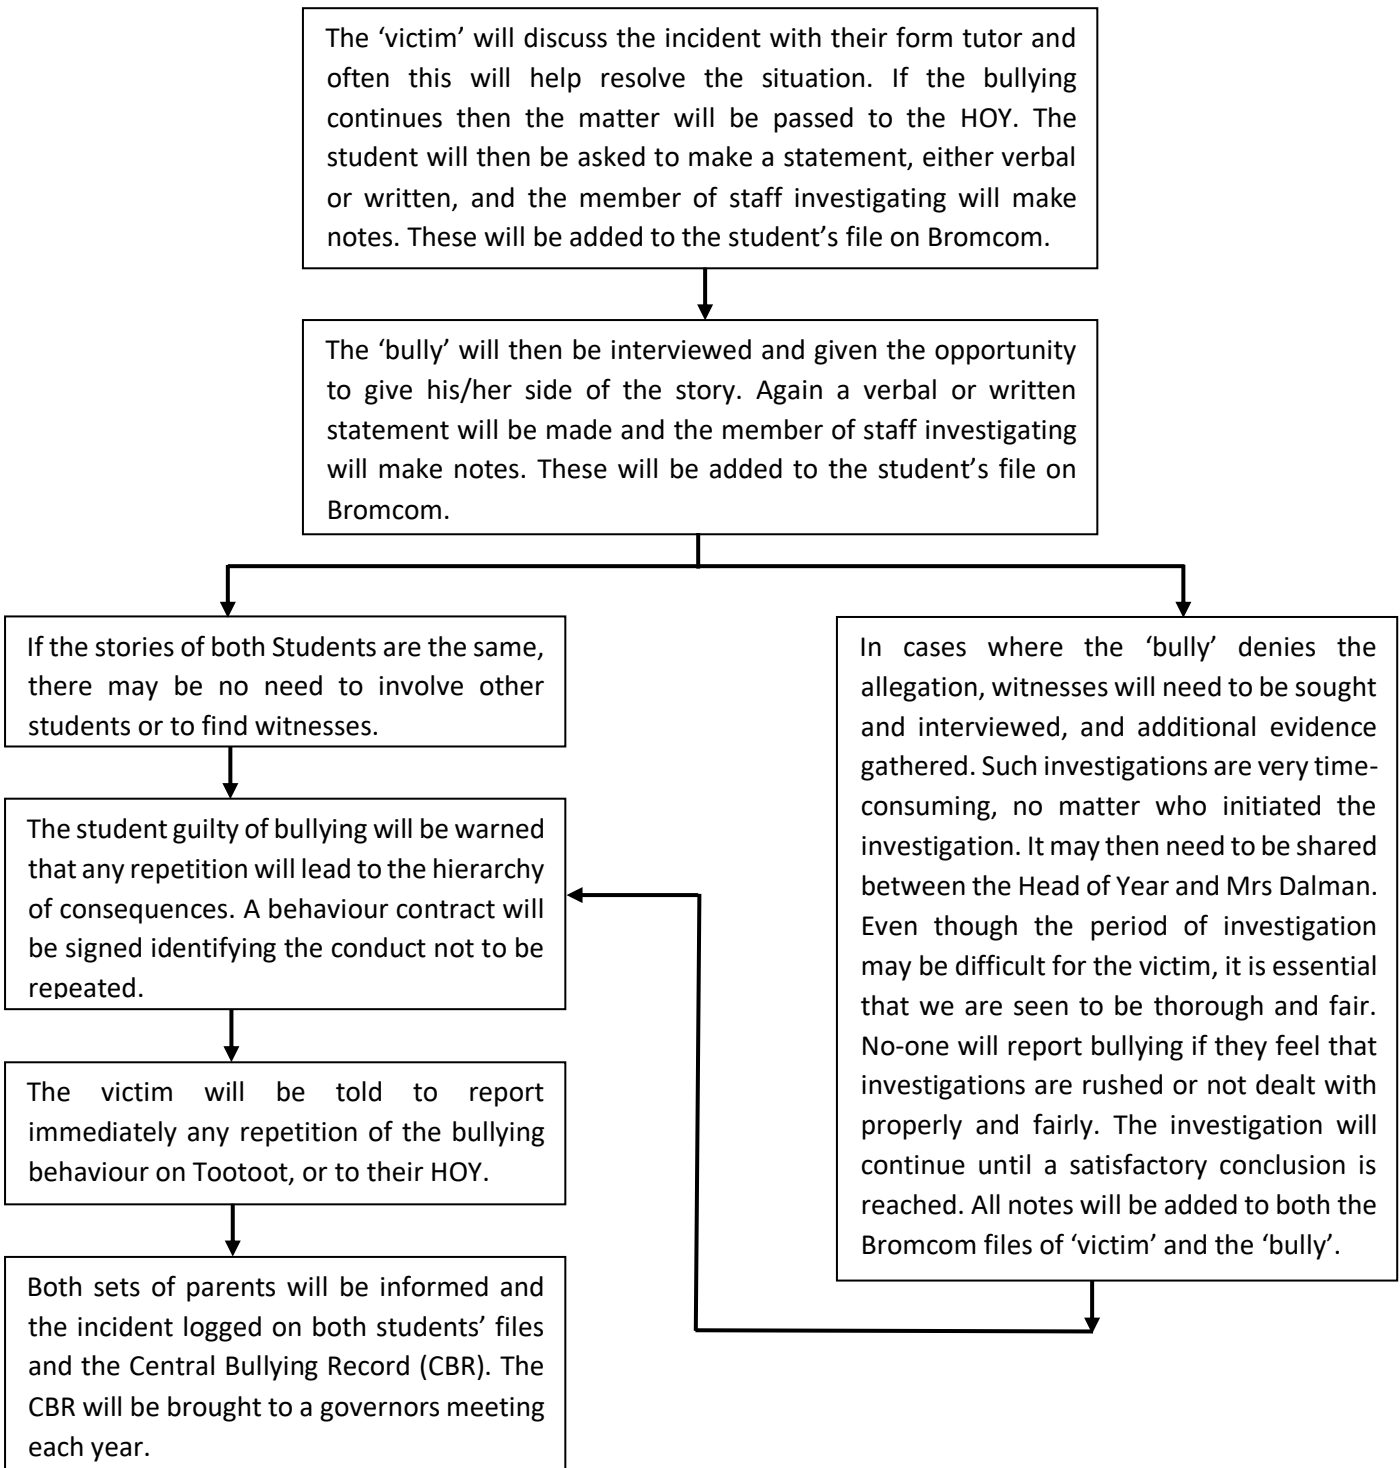 The ‘victim’ will discuss the incident with their form tutor and
often this will help resolve the situation. If the bullying
continues then the matter will be passed to the HOY. The
student will then be asked to make a statement, either verbal
or written, and the member of staff investigating will make
notes. These will be added to the student’s file on Bromcom.
The ‘bully’ will then be interviewed and given the opportunity
to give his/her side of the story. Again a verbal or written
statement will be made and the member of staff investigating
will make notes. These will be added to the student’s file on
Bromcom.
If the stories of both Students are the same,
there may be no need to involve other
students or to find witnesses.
The student guilty of bullying will be warned
that any repetition will lead to the hierarchy
of consequences. A behaviour contract will
be signed identifying the conduct not to be
repeated.
The victim will be told to report
immediately any repetition of the bullying
behaviour on Tootoot, or to their HOY.
Both sets of parents will be informed and
the incident logged on both students’ files
and the Central Bullying Record (CBR). The
CBR will be brought to a governors meeting
each year.
In cases where the ‘bully’ denies the
allegation, witnesses will need to be sought
and interviewed, and additional evidence
gathered. Such investigations are very time-
consuming, no matter who initiated the
investigation. It may then need to be shared
between the Head of Year and Mrs Dalman.
Even though the period of investigation
may be difficult for the victim, it is essential
that we are seen to be thorough and fair.
No-one will report bullying if they feel that
investigations are rushed or not dealt with
properly and fairly. The investigation will
continue until a satisfactory conclusion is
reached. All notes will be added to both the
Bromcom files of ‘victim’ and the ‘bully’.